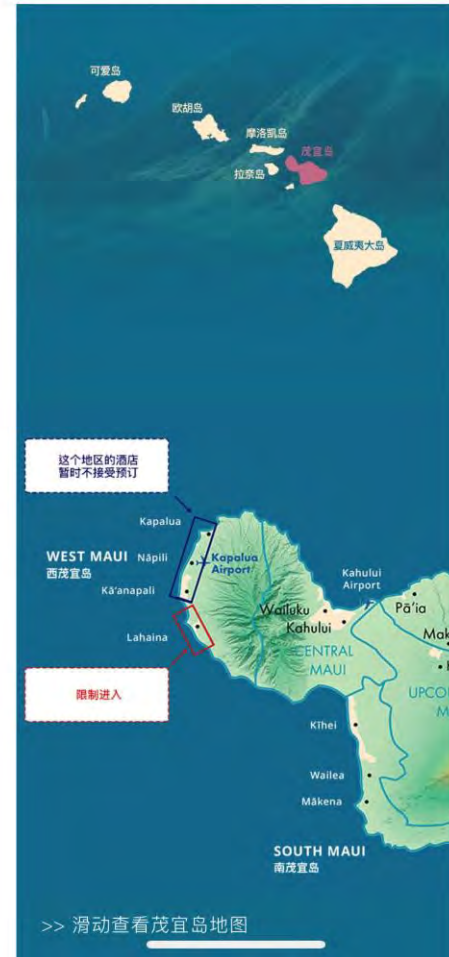 可爱岛
欧胡岛
摩洛凯岛
茂宜岛
拉奈岛
夏威夷大岛
这个地区的酒店
暂时不接受预订
Kapalua
WEST MAUI
西茂宜岛
Nāpili
Kapalua
Airport
Kā'anapali
Lahaina
限制进入
Kahului
Airport
Wailuku
Kahului
Pā'ia
CENTRAL
MAUI
Mak
UPCOU
M
Kīhei
Wailea
Mākena
SOUTH MAUI
南茂宜岛
>> 滑动查看茂宜岛地图